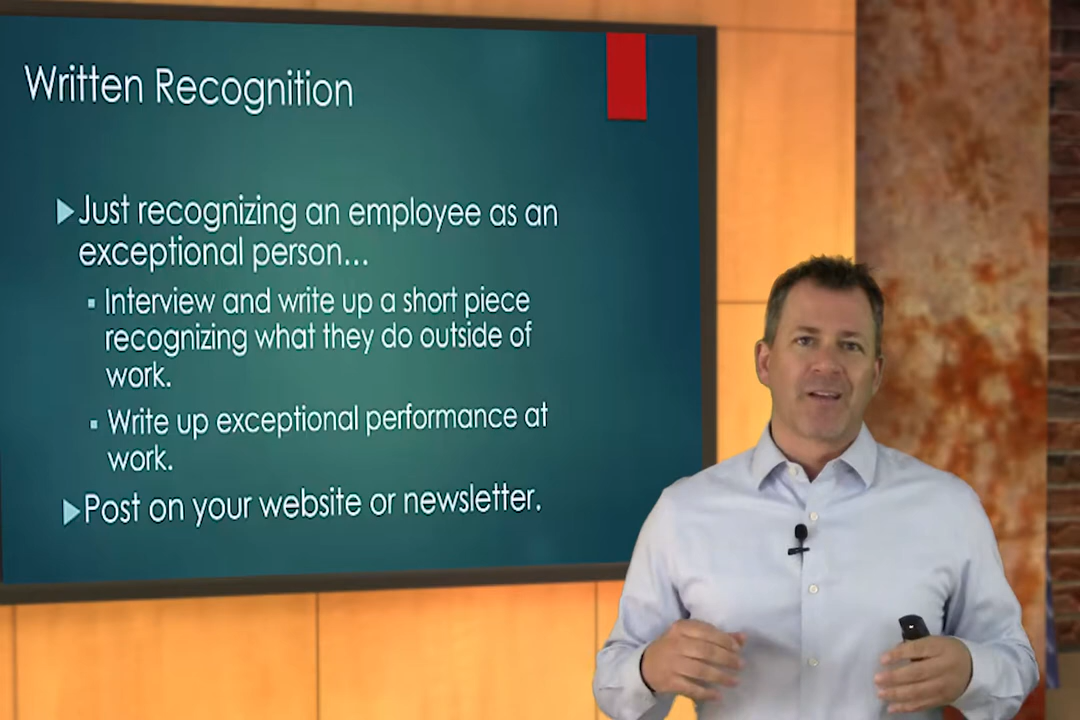 Written Recognition
Just recognizing an employee as an
exceptional person...
Interview and write up a short piece
recognizing what they do outside of
work.
Write up exceptional performance at
work.
Post on your website or newsletter.